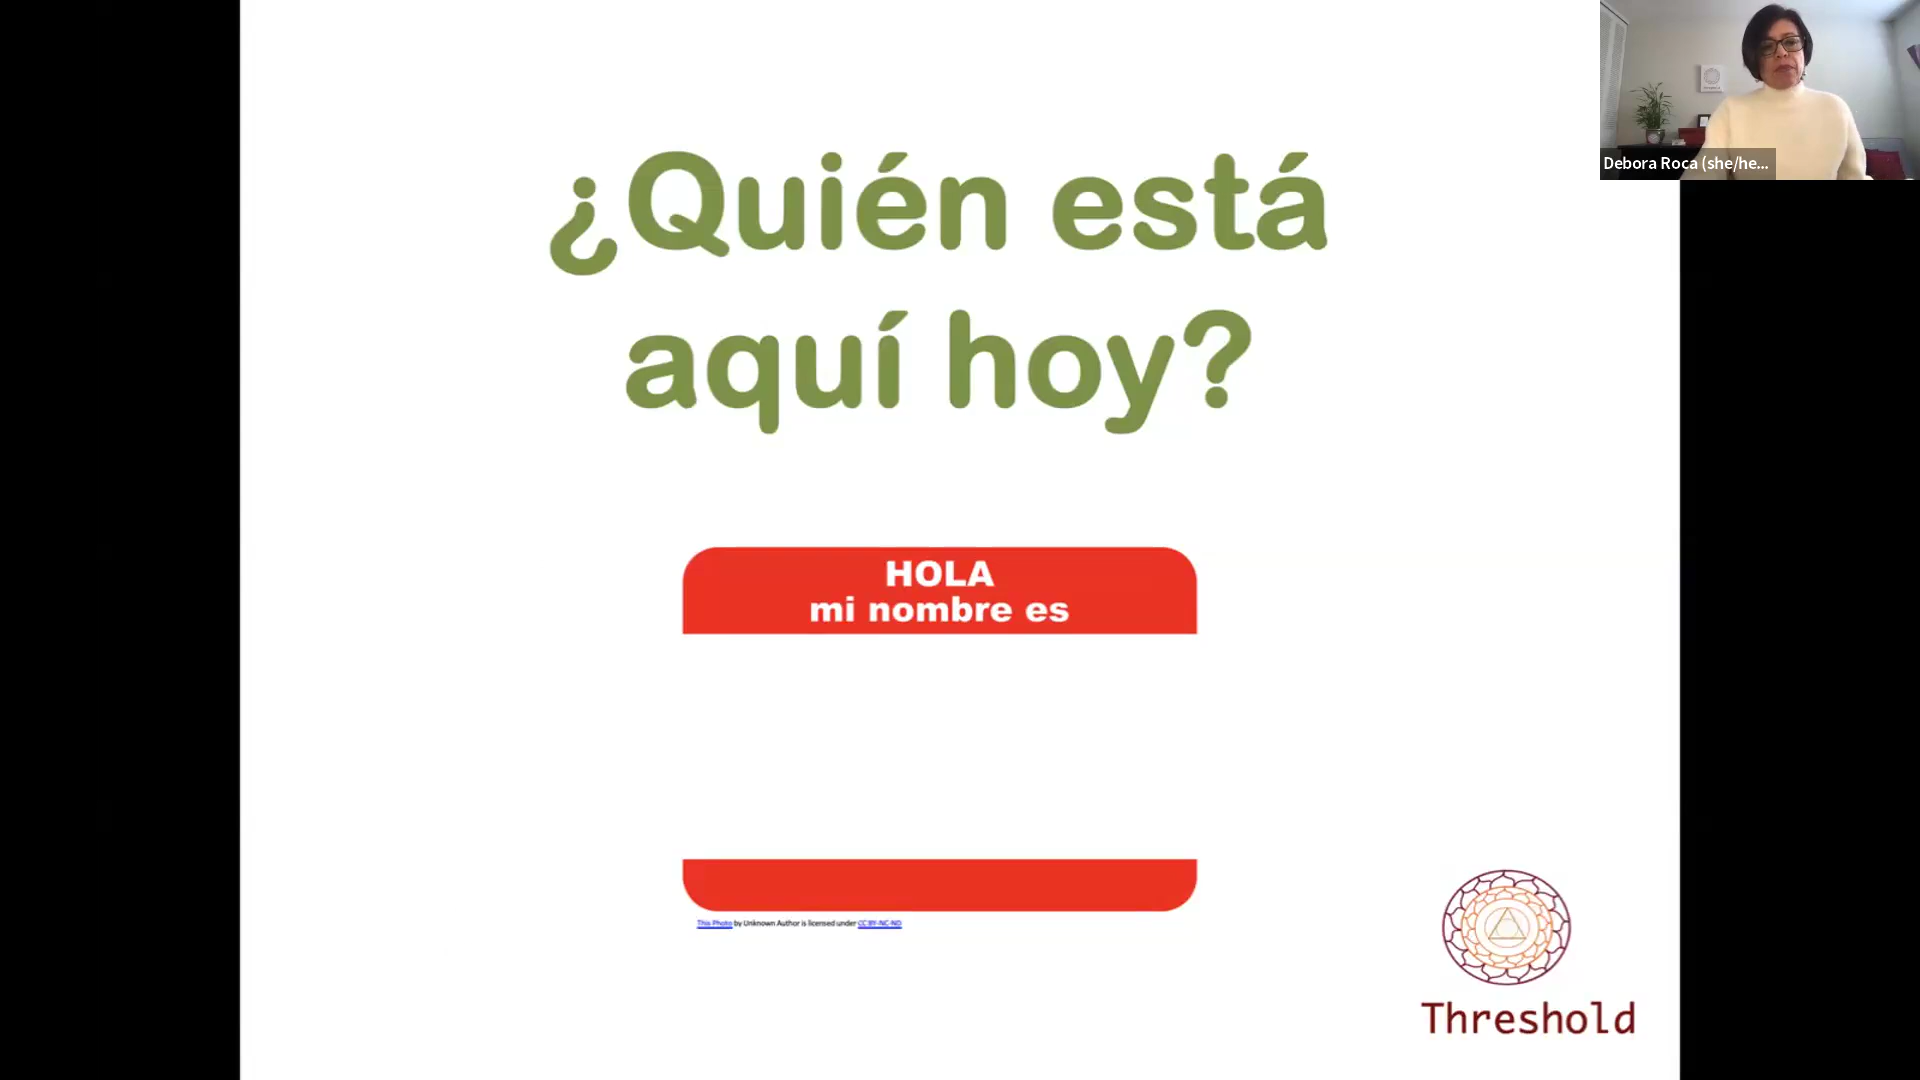 ¿Quién está
aquí hoy?
HOLA
mi nombre es
This Photo by Unknown Author is licensed under CC BY-NC-ND
Threshold
Debora Roca (she/he...